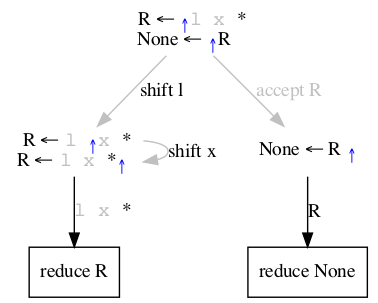 R ← ↑l x *
None ← ↑R
shift l
accept R
R ← l ↑x *
R ← l x *↑
shift x
None ← R ↑
l x *
R
reduce R
reduce None